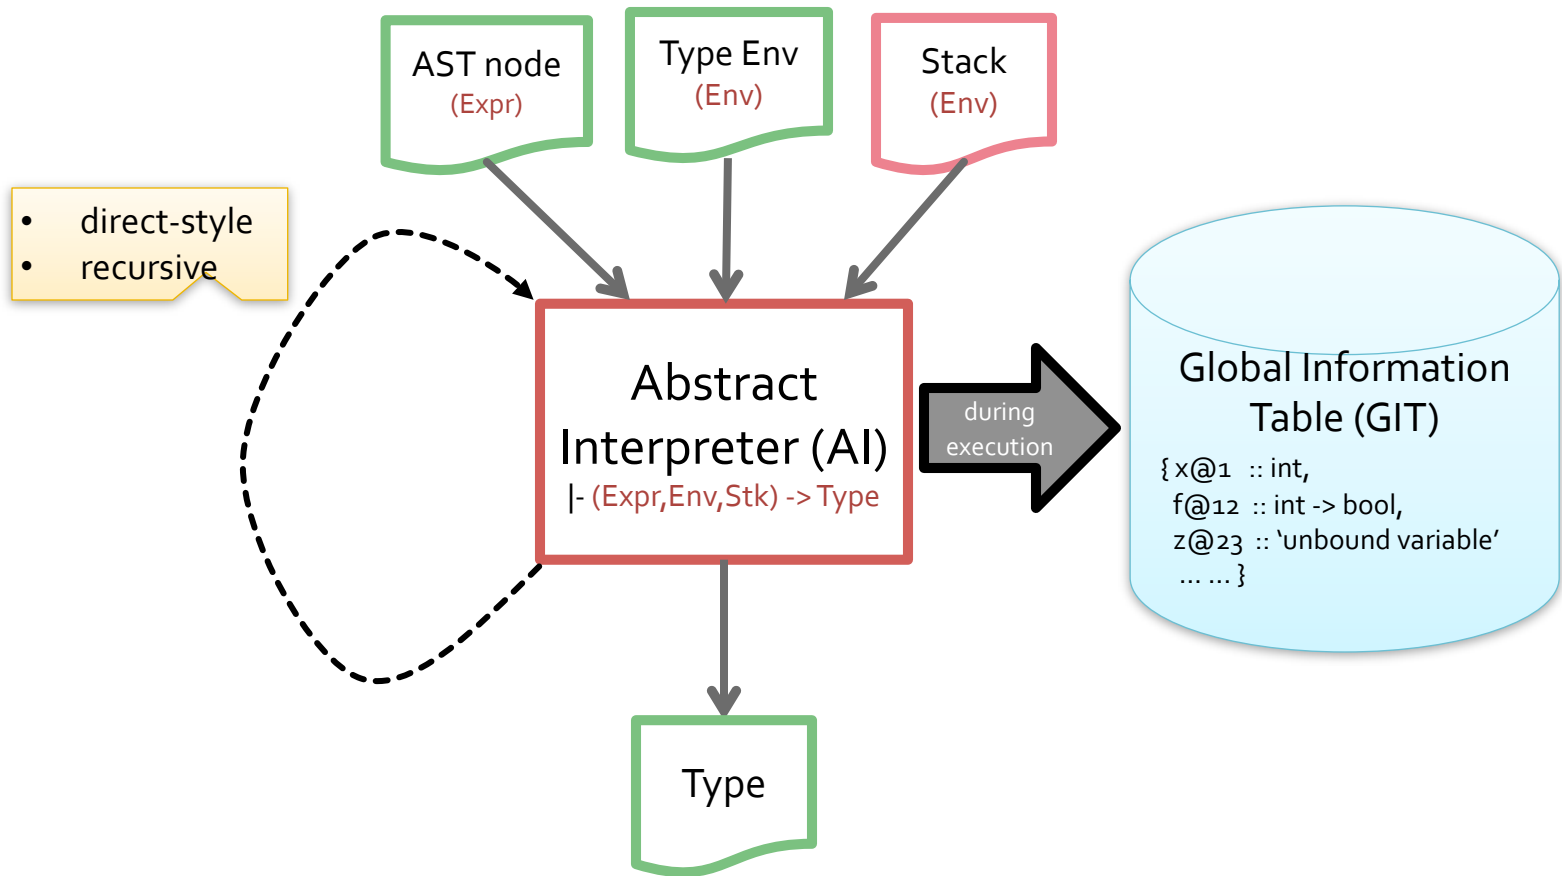 AST node
(Expr)
Type Env
(Env)
Stack
(Env)
• direct-style
• recursive
Abstract
Interpreter (AI)
|- (Expr,Env,Stk) -> Type
during
execution
Global Information
Table (GIT)
{ x@1 :: int,
f@12 :: int -> bool,
z@23 :: ‘unbound variable’
... ... }
Type